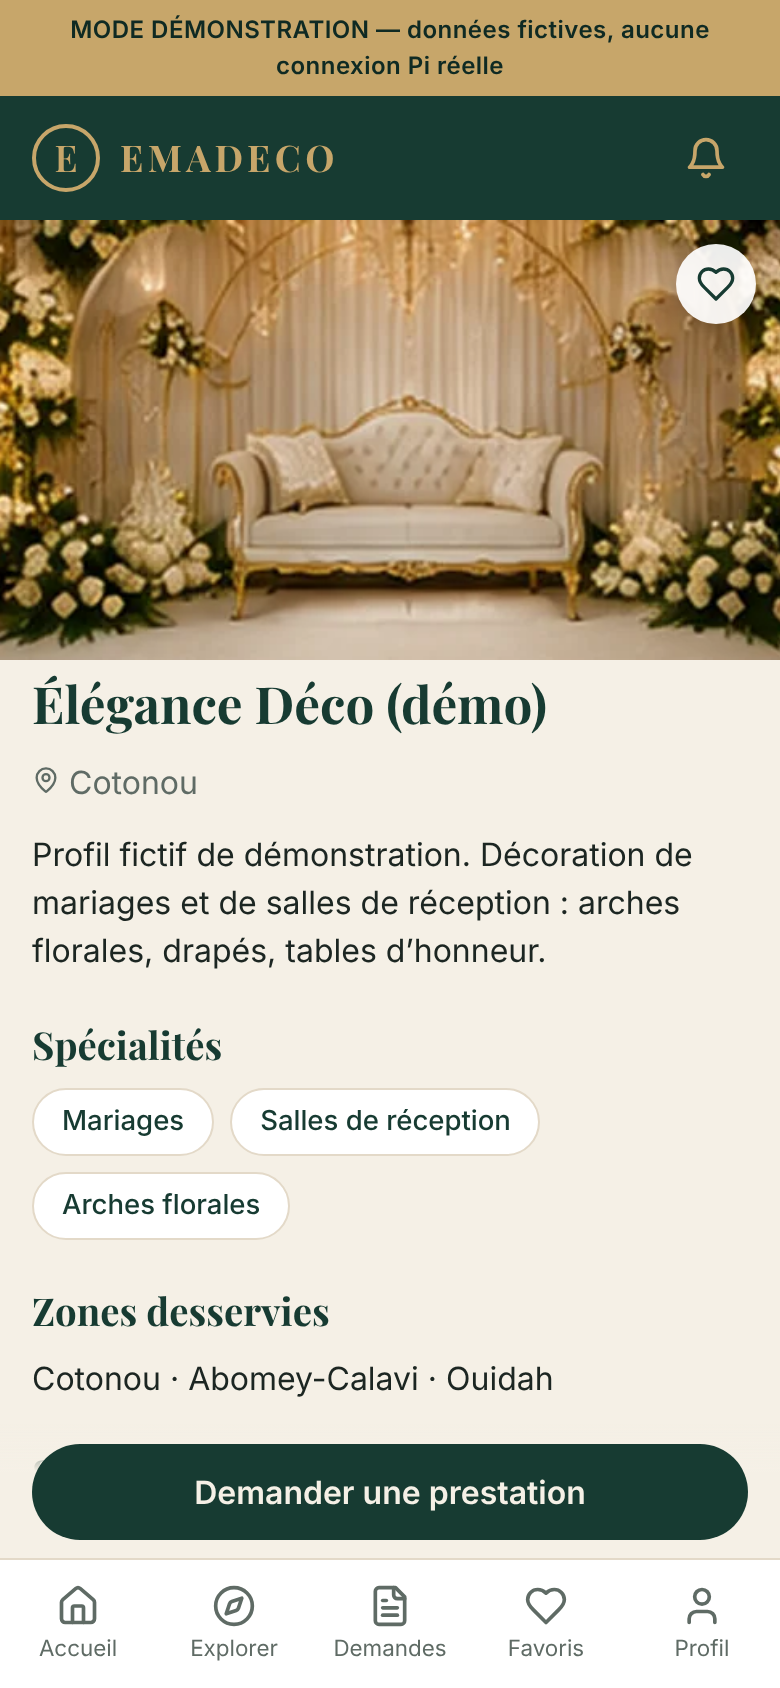 MODE DÉMONSTRATION — données fictives, aucune
connexion Pi réelle
E EMADECO
Élégance Déco (démo)
Cotonou
Profil fictif de démonstration. Décoration de
mariages et de salles de réception : arches
florales, drapés, tables d’honneur.
Spécialités
Mariages Salles de réception
Arches florales
Zones desservies
Cotonou · Abomey-Calavi · Ouidah
Demander une prestation
Accueil Explorer Demandes Favoris Profil